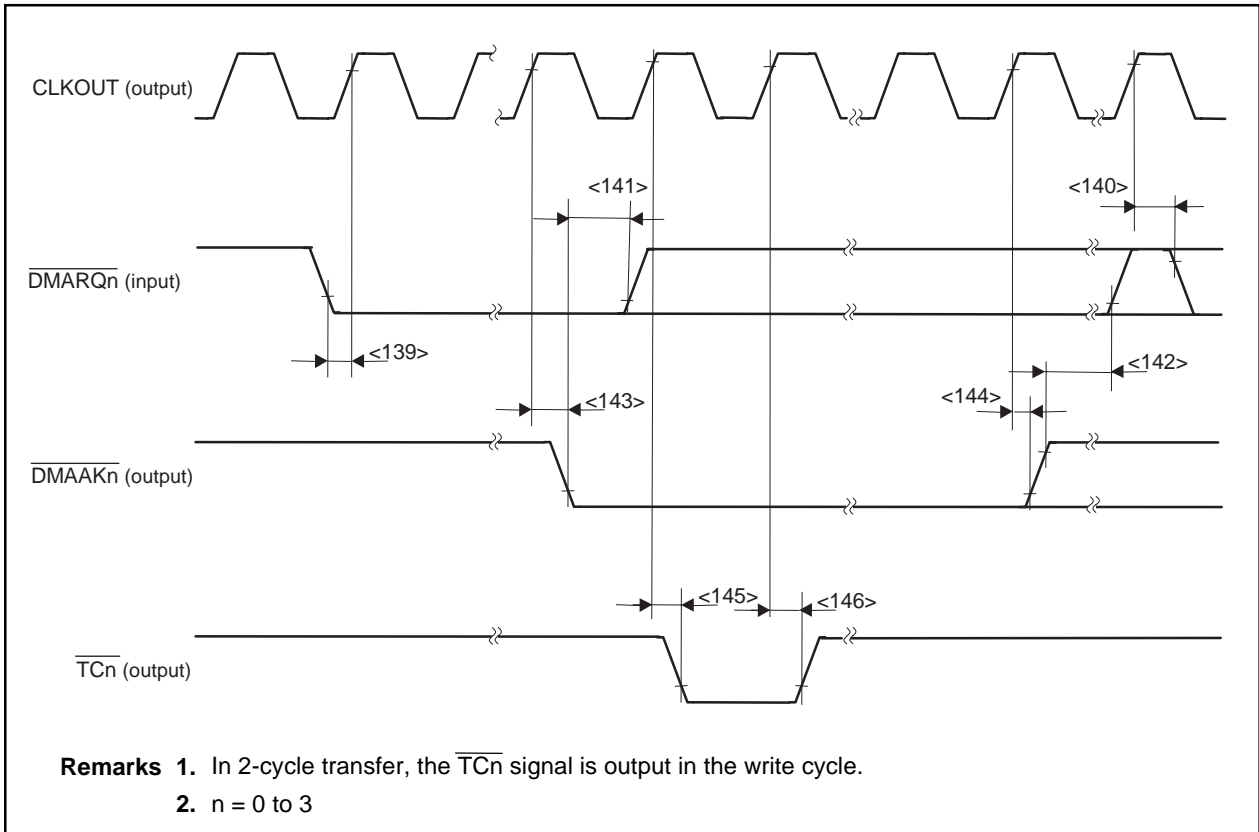 CLKOUT (output)
<141>
<140>
DMARQn (input)
<139>
<142>
<143>
<144>
DMAAKn (output)
<145>
<146>
TCn (output)
Remarks 1. In 2-cycle transfer, the TCn signal is output in the write cycle.
2. n = 0 to 3